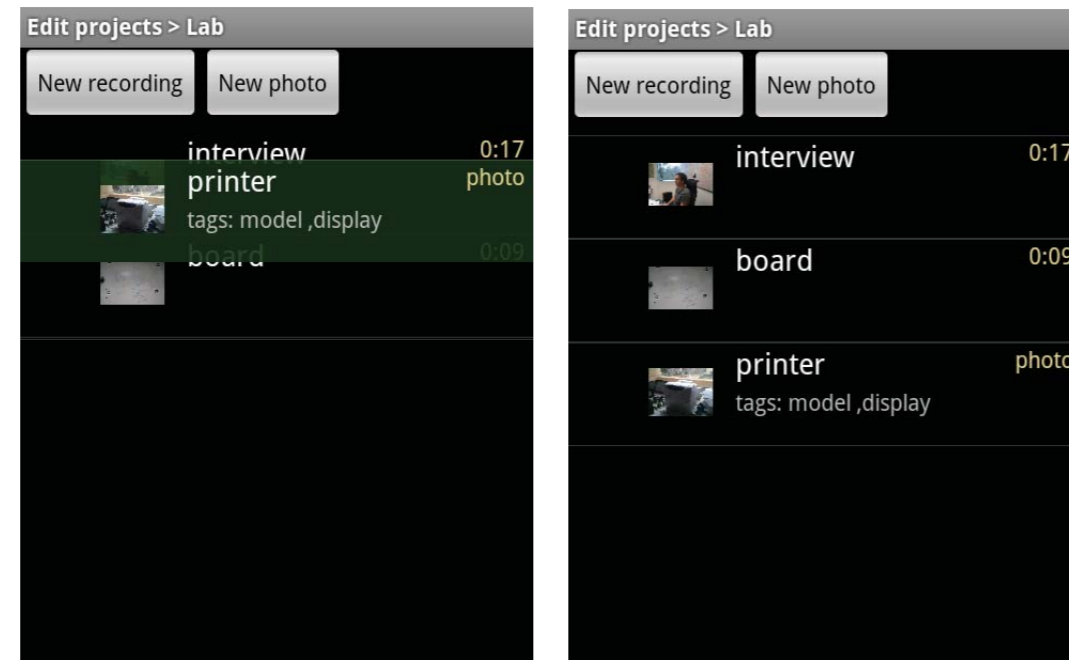 Edit projects > Lab
New recording New photo
interview 0:17
printer photo
tags: model ,display
board 0:09
Edit projects > Lab
New recording New photo
interview 0:17
board 0:09
printer photo
tags: model ,display